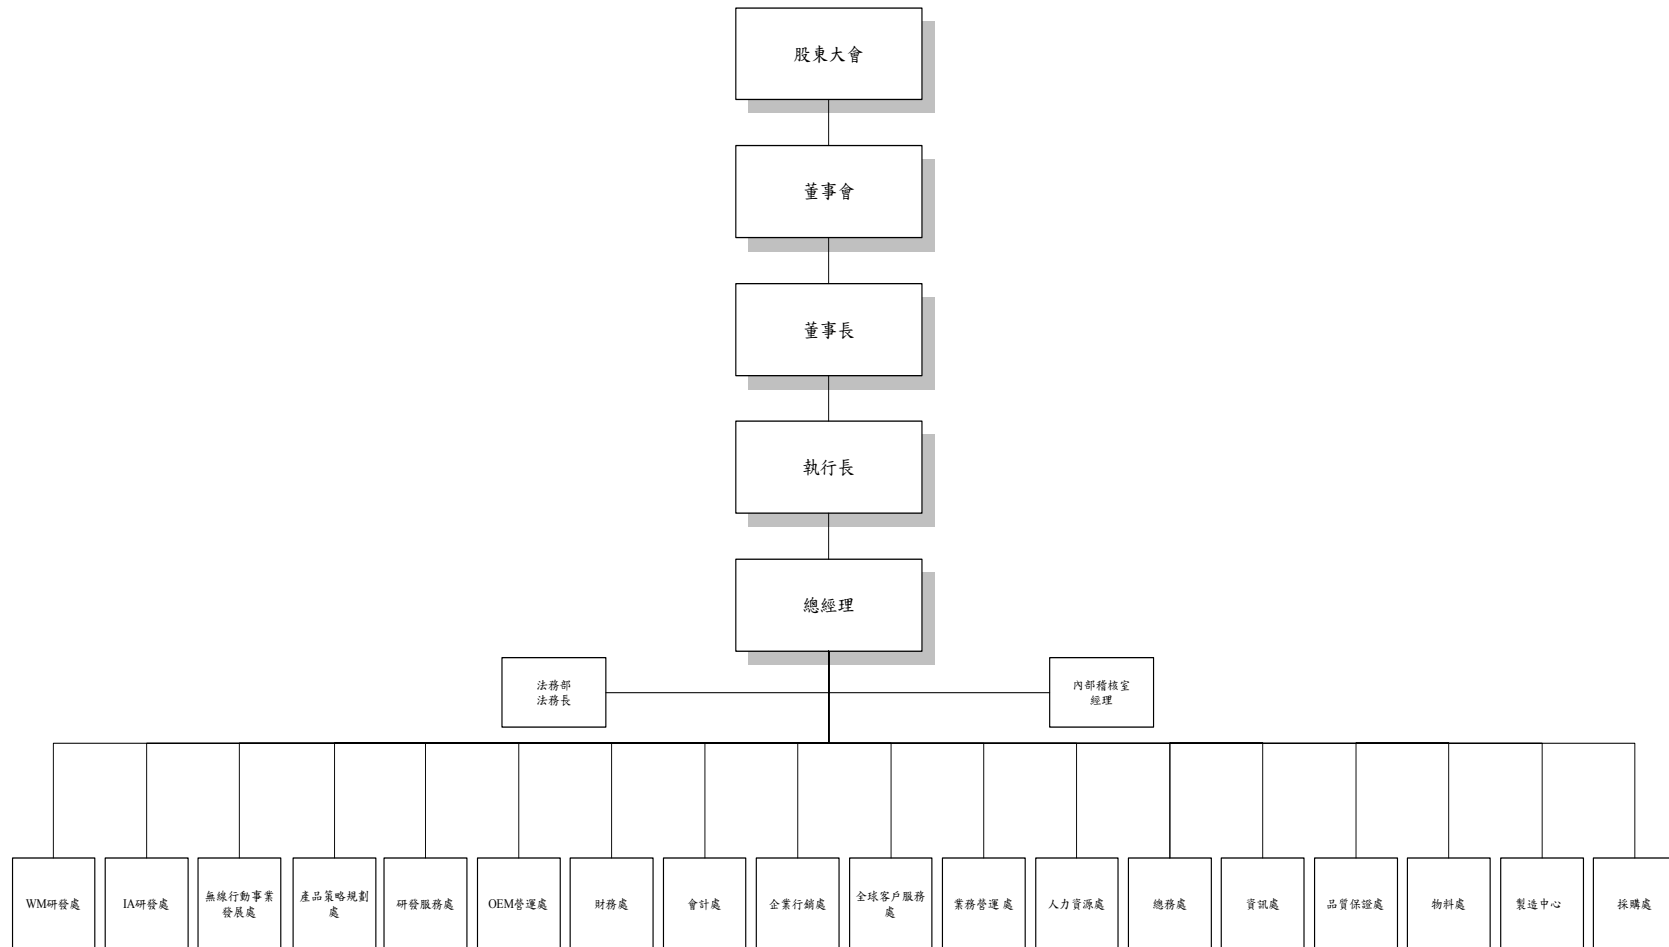 股東大會
董事會
董事長
執行長
總經理
法務部
法務長
內部稽核室
經理
WM研發處
IA研發處
無線行動事業
發展處
產品策略規劃
處
研發服務處
OEM營運處
財務處
會計處
企業行銷處
全球客戶服務
處
業務營運處
人力資源處
總務處
資訊處
品質保證處
物料處
製造中心
採購處